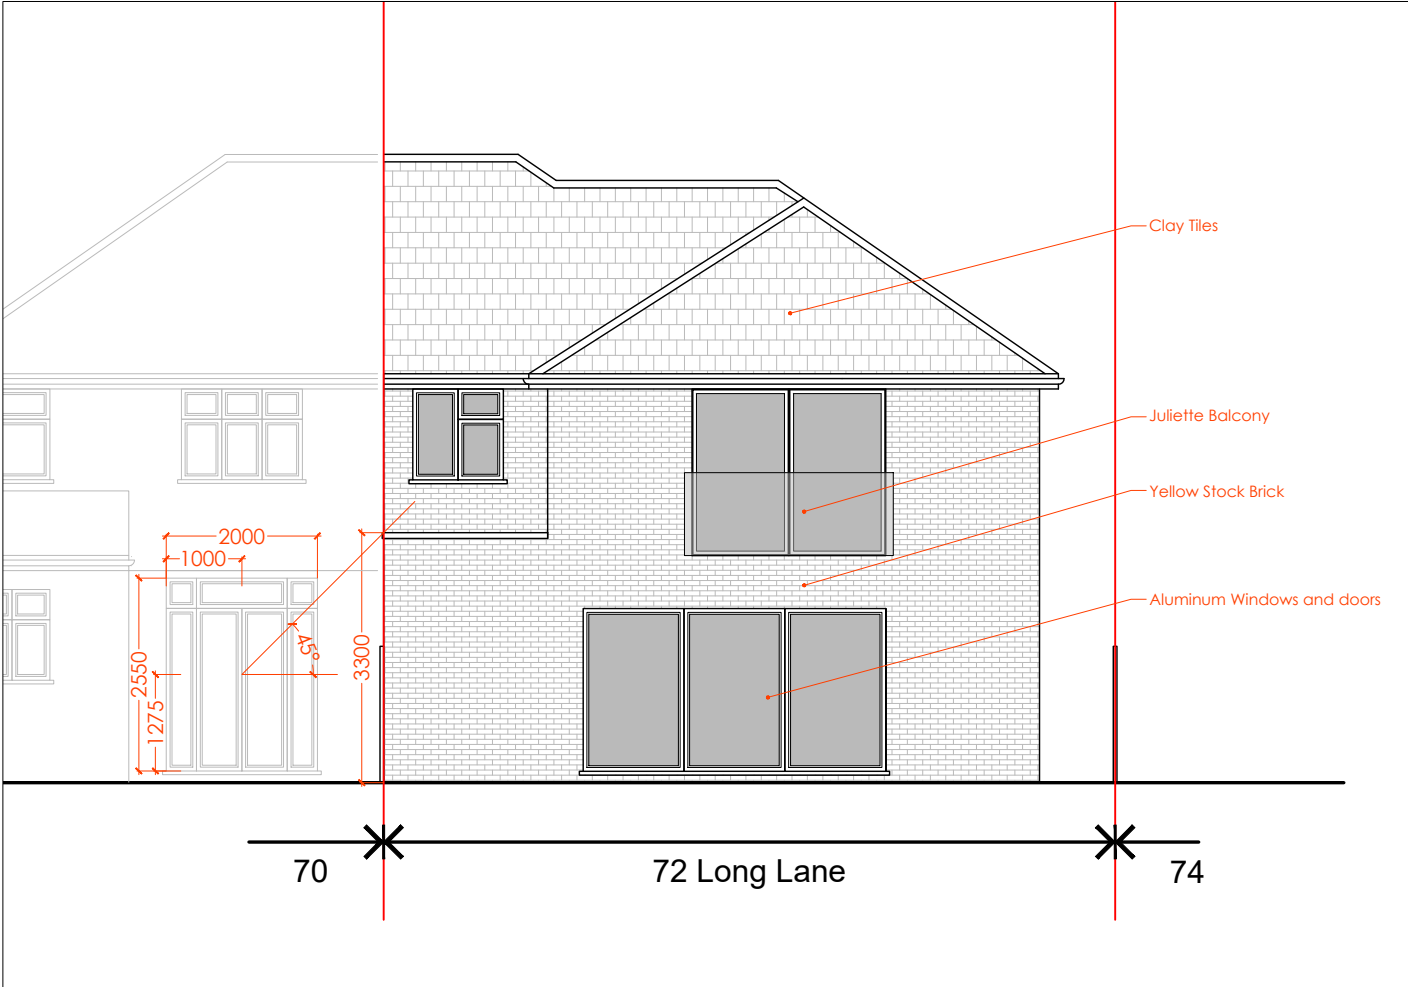 Clay Tiles
Juliette Balcony
Yellow Stock Brick
2000
1000
Aluminum Windows and doors
45°
3300
2550
1275
70
72 Long Lane
74